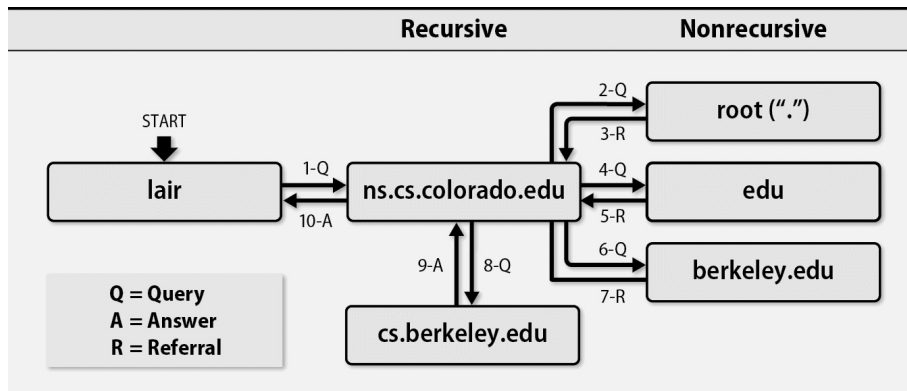 Recursive
Nonrecursive
START
lair
1-Q
10-A
ns.cs.colorado.edu
2-Q
3-R
root (“.”)
4-Q
5-R
edu
6-Q
7-R
berkeley.edu
9-A
8-Q
cs.berkeley.edu
Q = Query
A = Answer
R = Referral